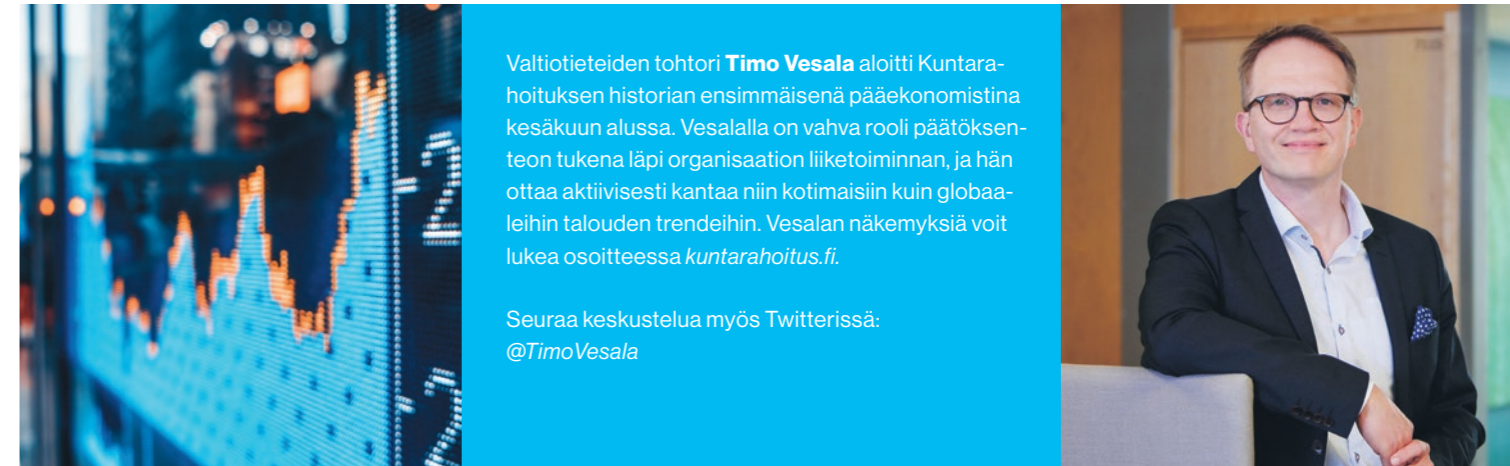 Valtiotieteiden tohtori Timo Vesala aloitti Kuntara-
hoituksen historian ensimmäisenä pääekonomistina
kesäkuun alussa. Vesalalla on vahva rooli päätöksen-
teon tukena läpi organisaation liiketoiminnan, ja hän
ottaa aktiivisesti kantaa niin kotimaisiin kuin globaa-
leihin talouden trendeihin. Vesalan näkemyksiä voit
lukea osoitteessa kuntarahoitus.fi.
Seuraa keskustelua myös Twitterissä:
@TimoVesala